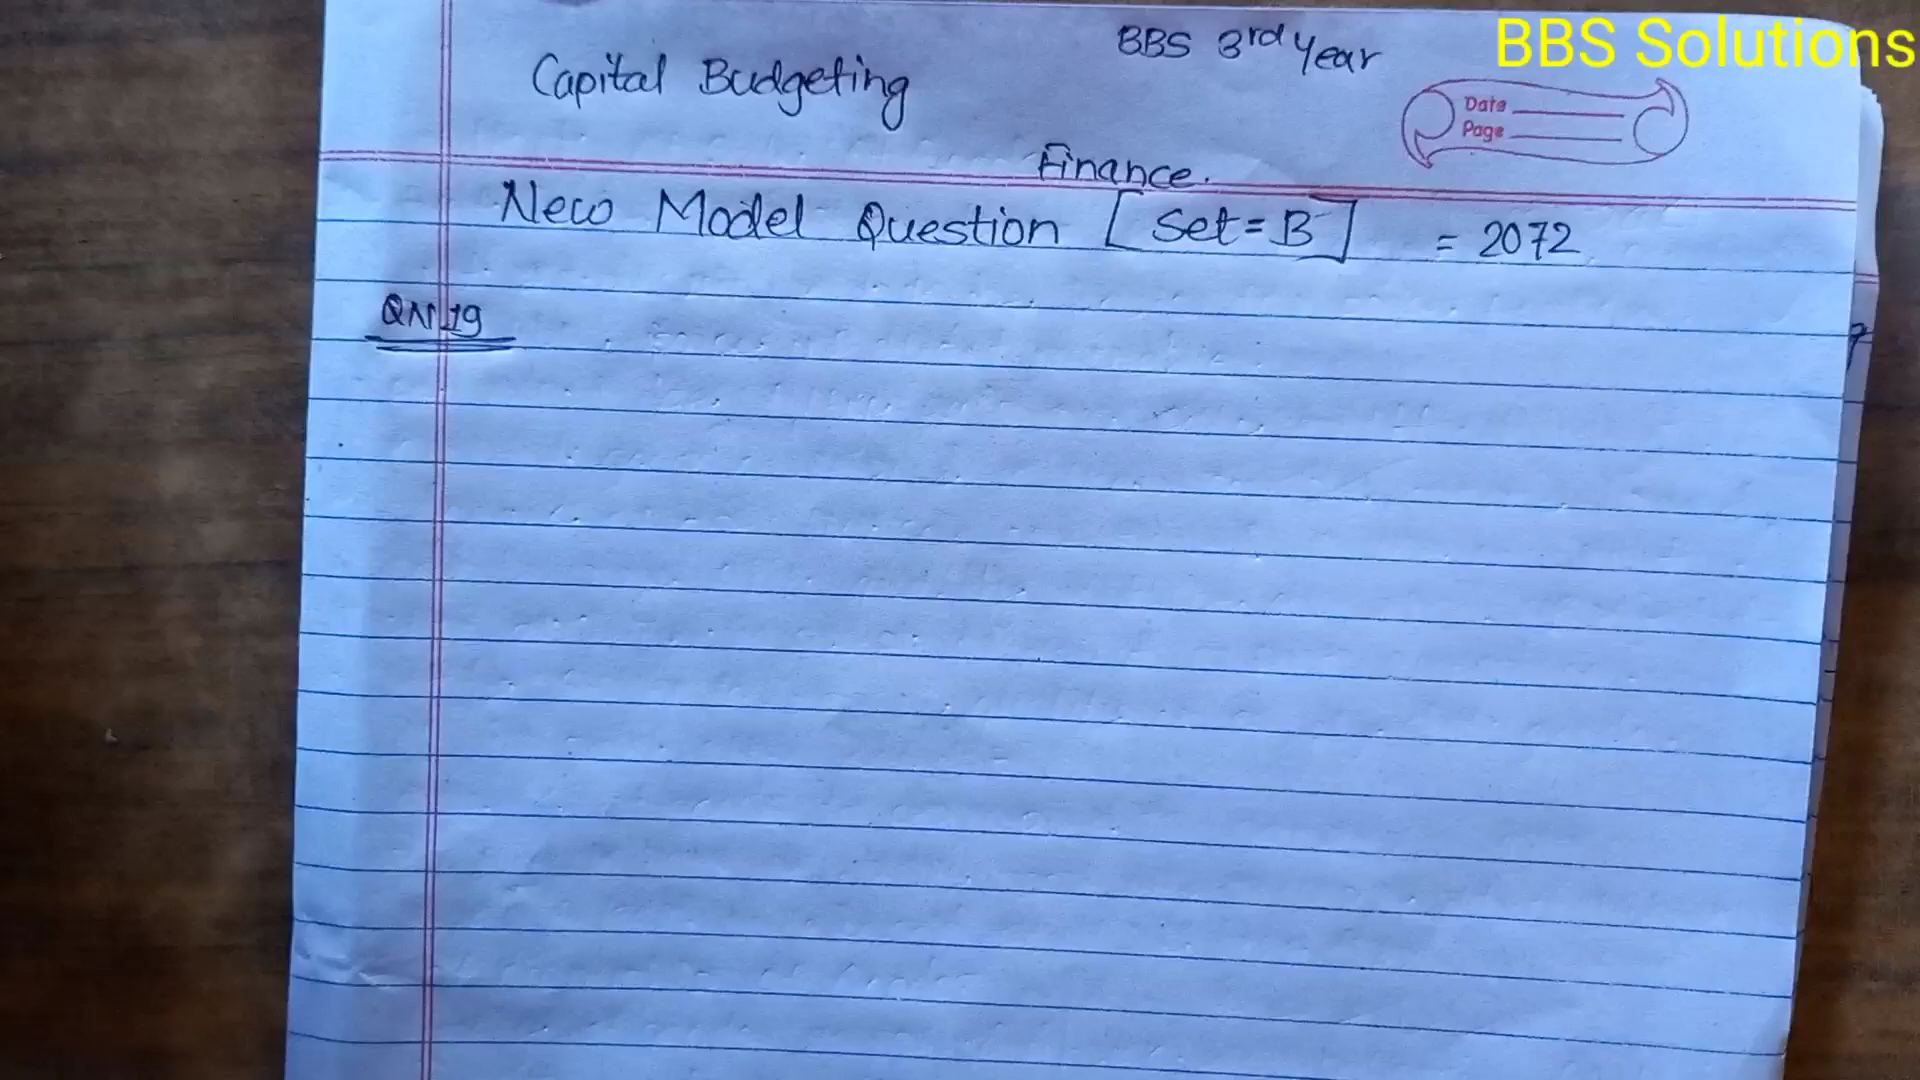 BBS Solutions
BBS 3rd Year
Capital Budgeting
Date
Page
Finance.
New Model Question [Set=B] = 2072
QN 19